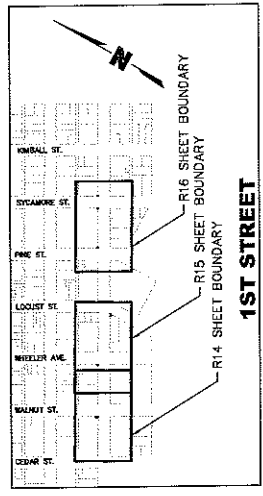 N
KIMBALL ST.
SYCAMORE ST.
PINE ST.
LOCUST ST.
WHEELER AVE.
WALNUT ST.
CEDAR ST.
R16 SHEET BOUNDARY
R15 SHEET BOUNDARY
R14 SHEET BOUNDARY
1ST STREET